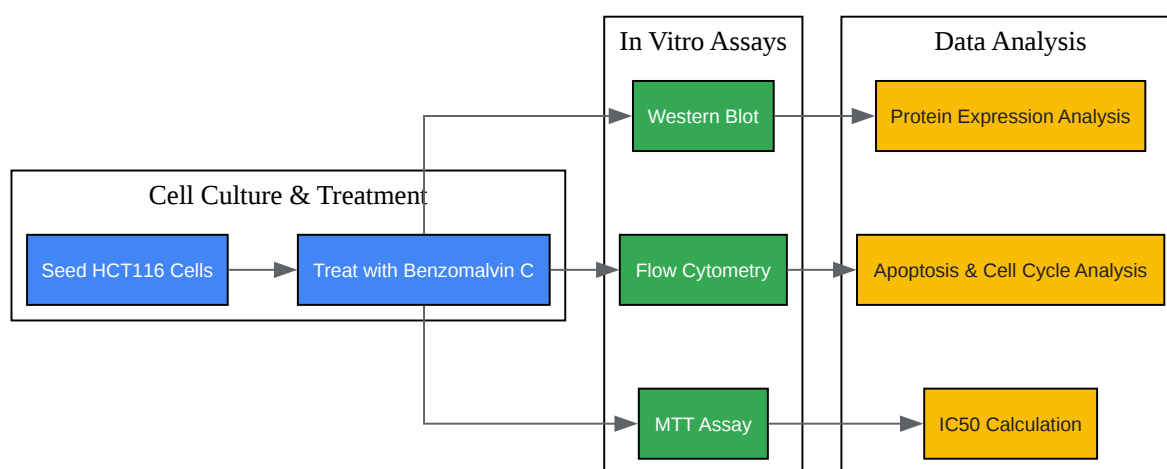 In Vitro Assays
Data Analysis
Western Blot
Protein Expression Analysis
Cell Culture & Treatment
Seed HCT116 Cells
Treat with Benzomalvin C
Flow Cytometry
Apoptosis & Cell Cycle Analysis
MTT Assay
IC50 Calculation